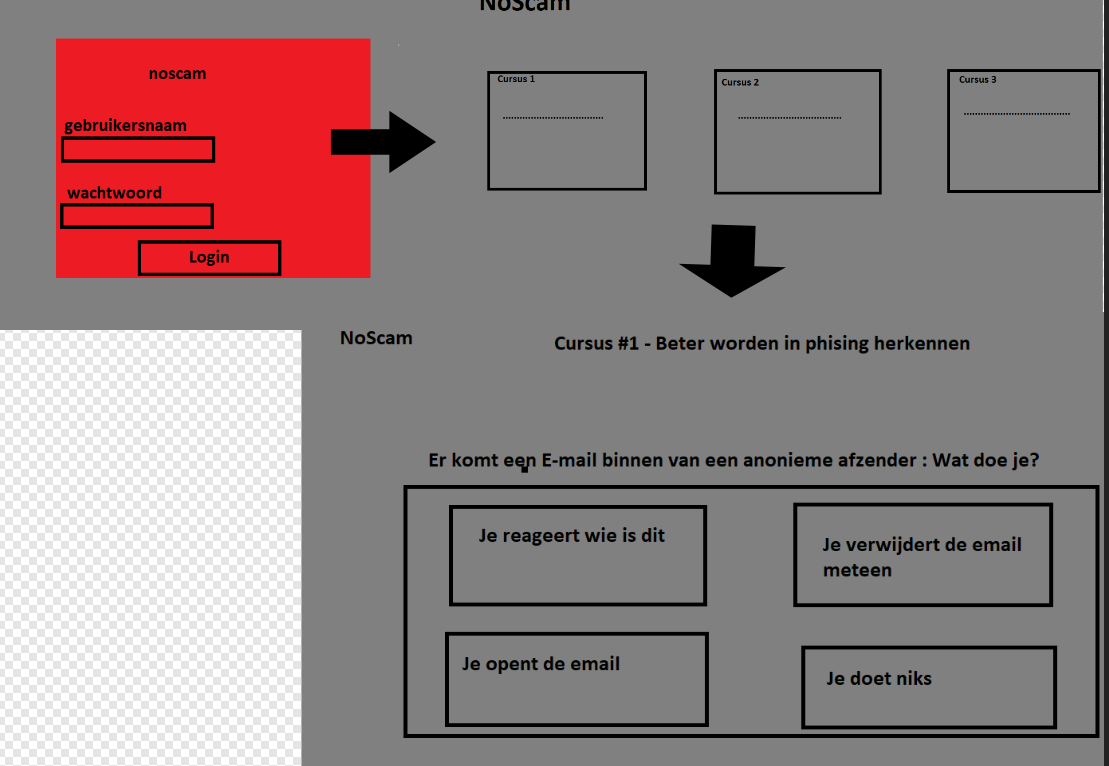 NoScam
noscam
gebruikersnaam
wachtwoord
Login
Cursus 1
Cursus 2
Cursus 3
NoScam
Cursus #1 - Beter worden in phising herkennen
Er komt een E-mail binnen van een anonieme afzender : Wat doe je?
Je reageert wie is dit
Je verwijdert de email
meteen
Je opent de email
Je doet niks